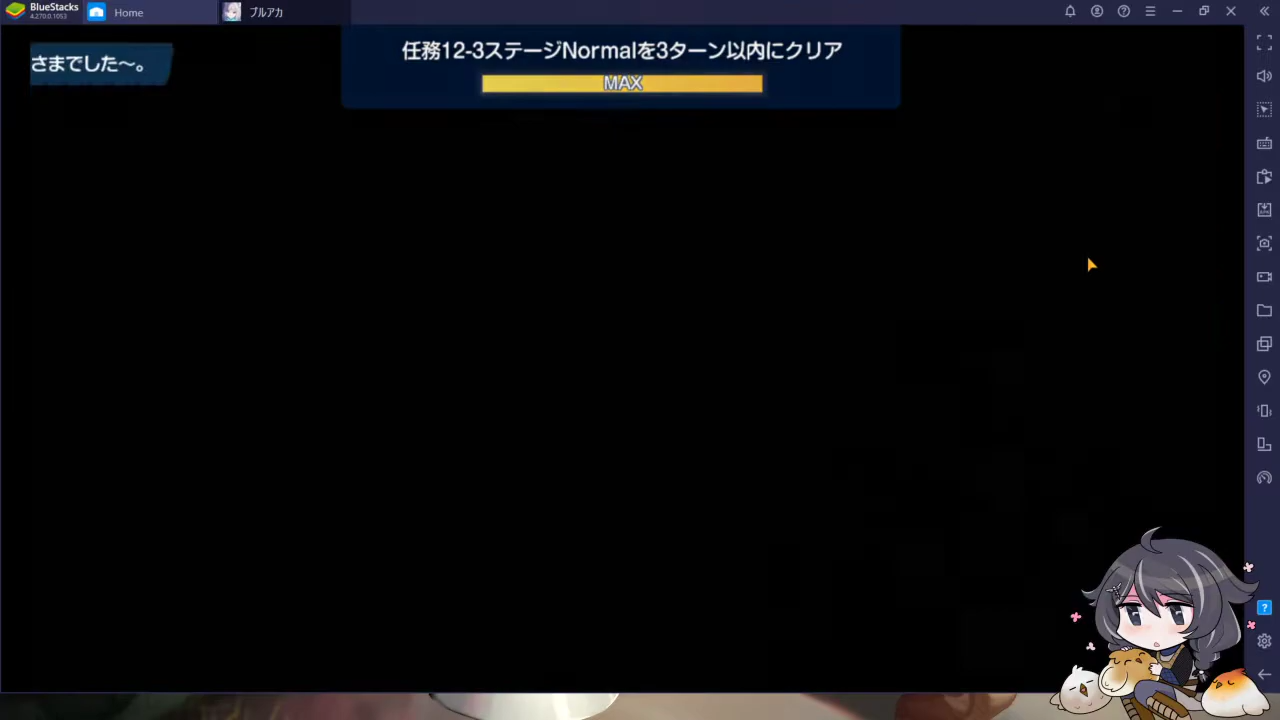 BlueStacks
4.270.0.1053
Home
ブルアカ
さまでした～。
任務12-3ステージNormalを3ターン以内にクリア
MAX